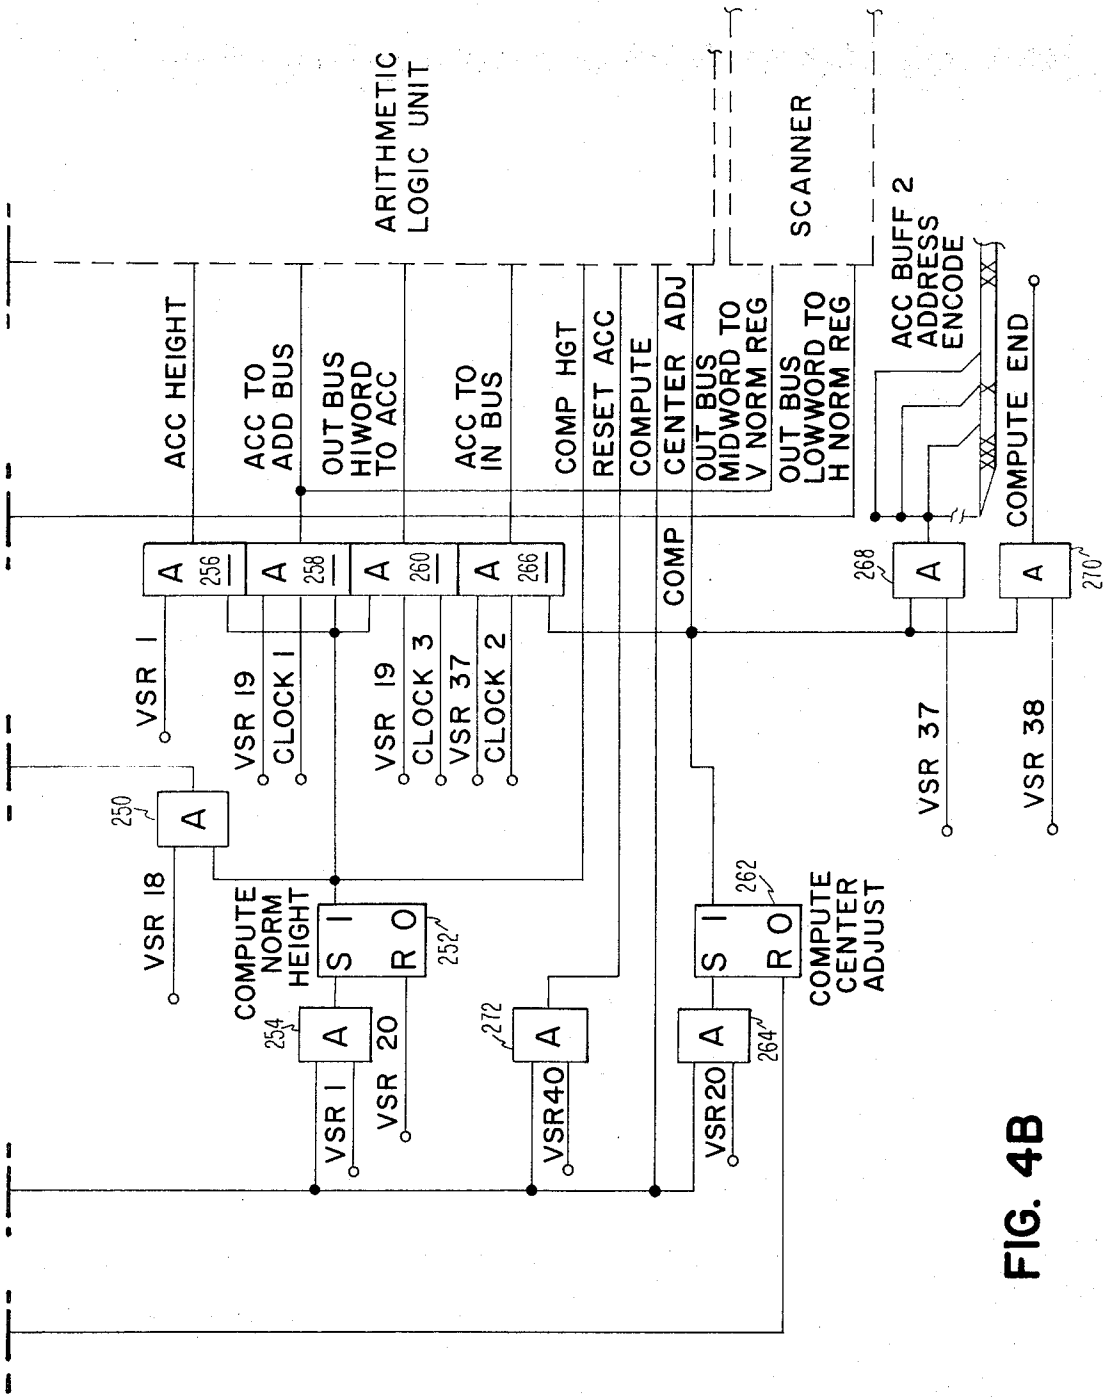 ARITHMETIC
LOGIC UNIT
SCANNER
ACC HEIGHT
ACC TO
ADD BUS
OUT BUS
HIWORD
TO ACC
ACC TO
IN BUS
COMP HGT
RESET ACC
COMPUTE
COMP CENTER ADJ
OUT BUS
MIDWORD TO
V NORM REG
OUT BUS
LOWWORD TO
H NORM REG
ACC BUFF 2
ADDRESS
ENCODE
COMPUTE END
A
256
A
258
A
260
A
266
268
A
A
270
VSR 1
VSR 19
CLOCK 1
VSR 19
CLOCK 3
VSR 37
CLOCK 2
VSR 37
VSR 38
250
A
VSR 18
COMPUTE
NORM
HEIGHT
S 1
R 0
252
262
S 1
R 0
COMPUTE
CENTER
ADJUST
254
A
VSR 1
VSR 20
272
A
VSR40
A
264
VSR20
FIG. 4B